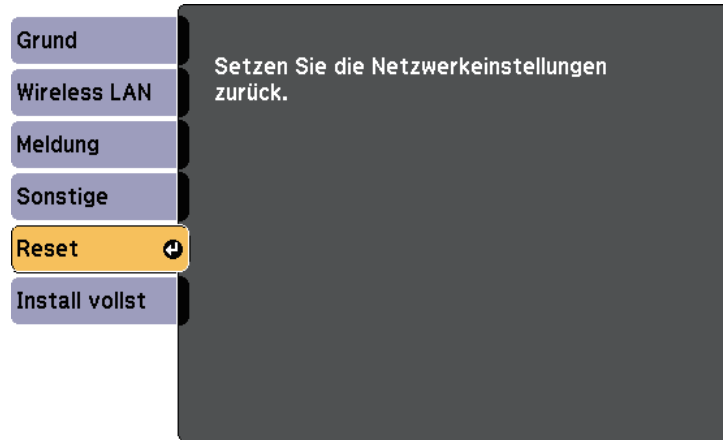 Grund
Wireless LAN
Meldung
Sonstige
Reset
Install vollst
Setzen Sie die Netzwerkeinstellungen
zurück.